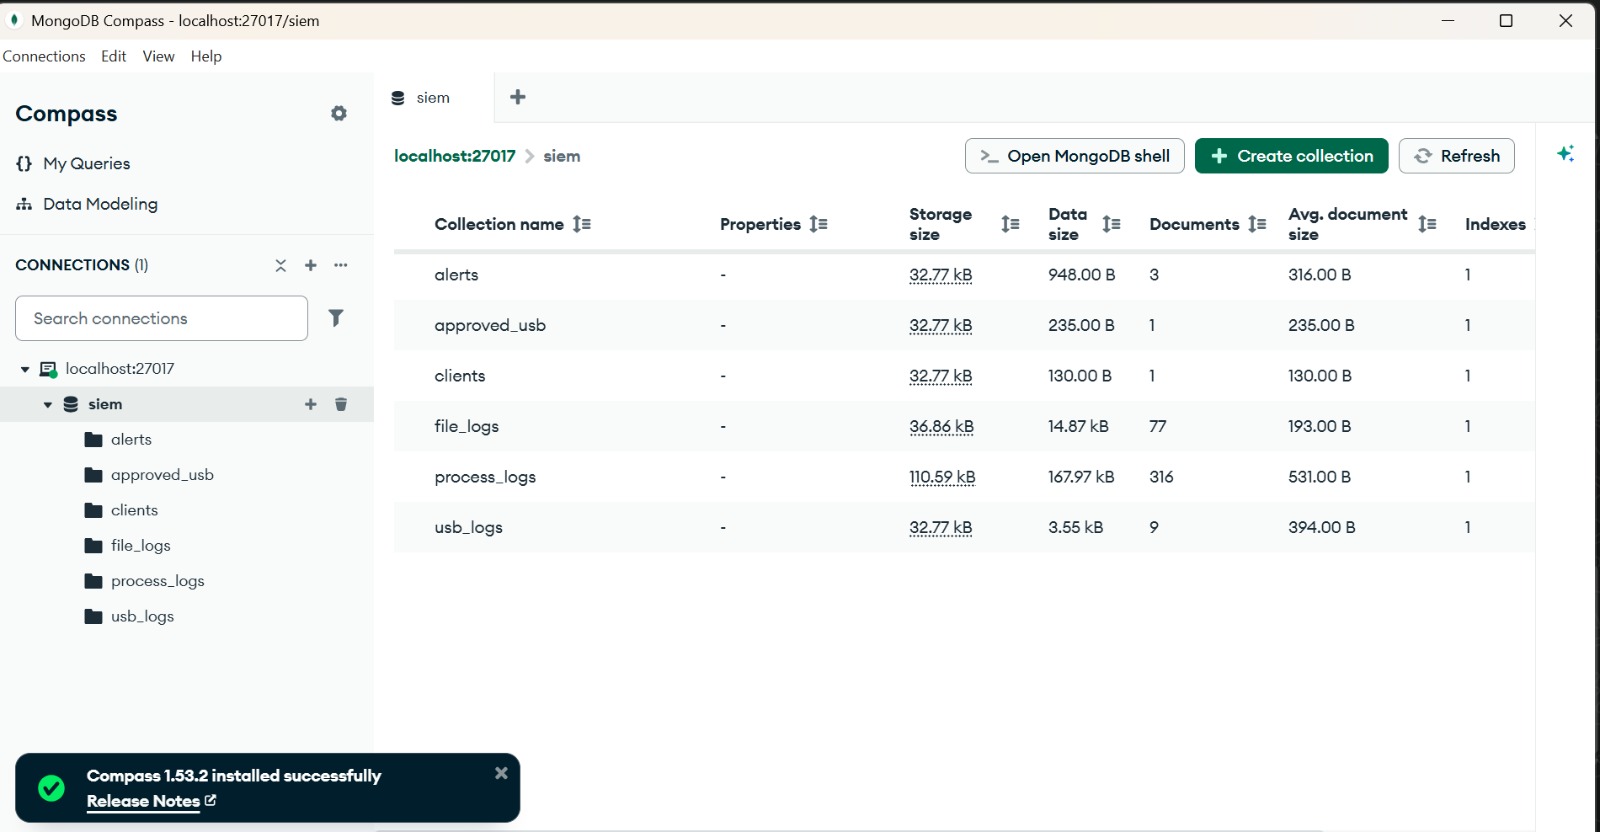 MongoDB Compass - localhost:27017/siem
Connections Edit View Help
Compass
My Queries
Data Modeling
CONNECTIONS (1)
Search connections
localhost:27017
siem
alerts
approved_usb
clients
file_logs
process_logs
usb_logs
siem
localhost:27017 siem
Open MongoDB shell
Create collection
Refresh
Collection name Properties Storage size Data size Documents Avg. document size Indexes
alerts - 32.77 kB 948.00 B 3 316.00 B 1
approved_usb - 32.77 kB 235.00 B 1 235.00 B 1
clients - 32.77 kB 130.00 B 1 130.00 B 1
file_logs - 36.86 kB 14.87 kB 77 193.00 B 1
process_logs - 110.59 kB 167.97 kB 316 531.00 B 1
usb_logs - 32.77 kB 3.55 kB 9 394.00 B 1
Compass 1.53.2 installed successfully
Release Notes